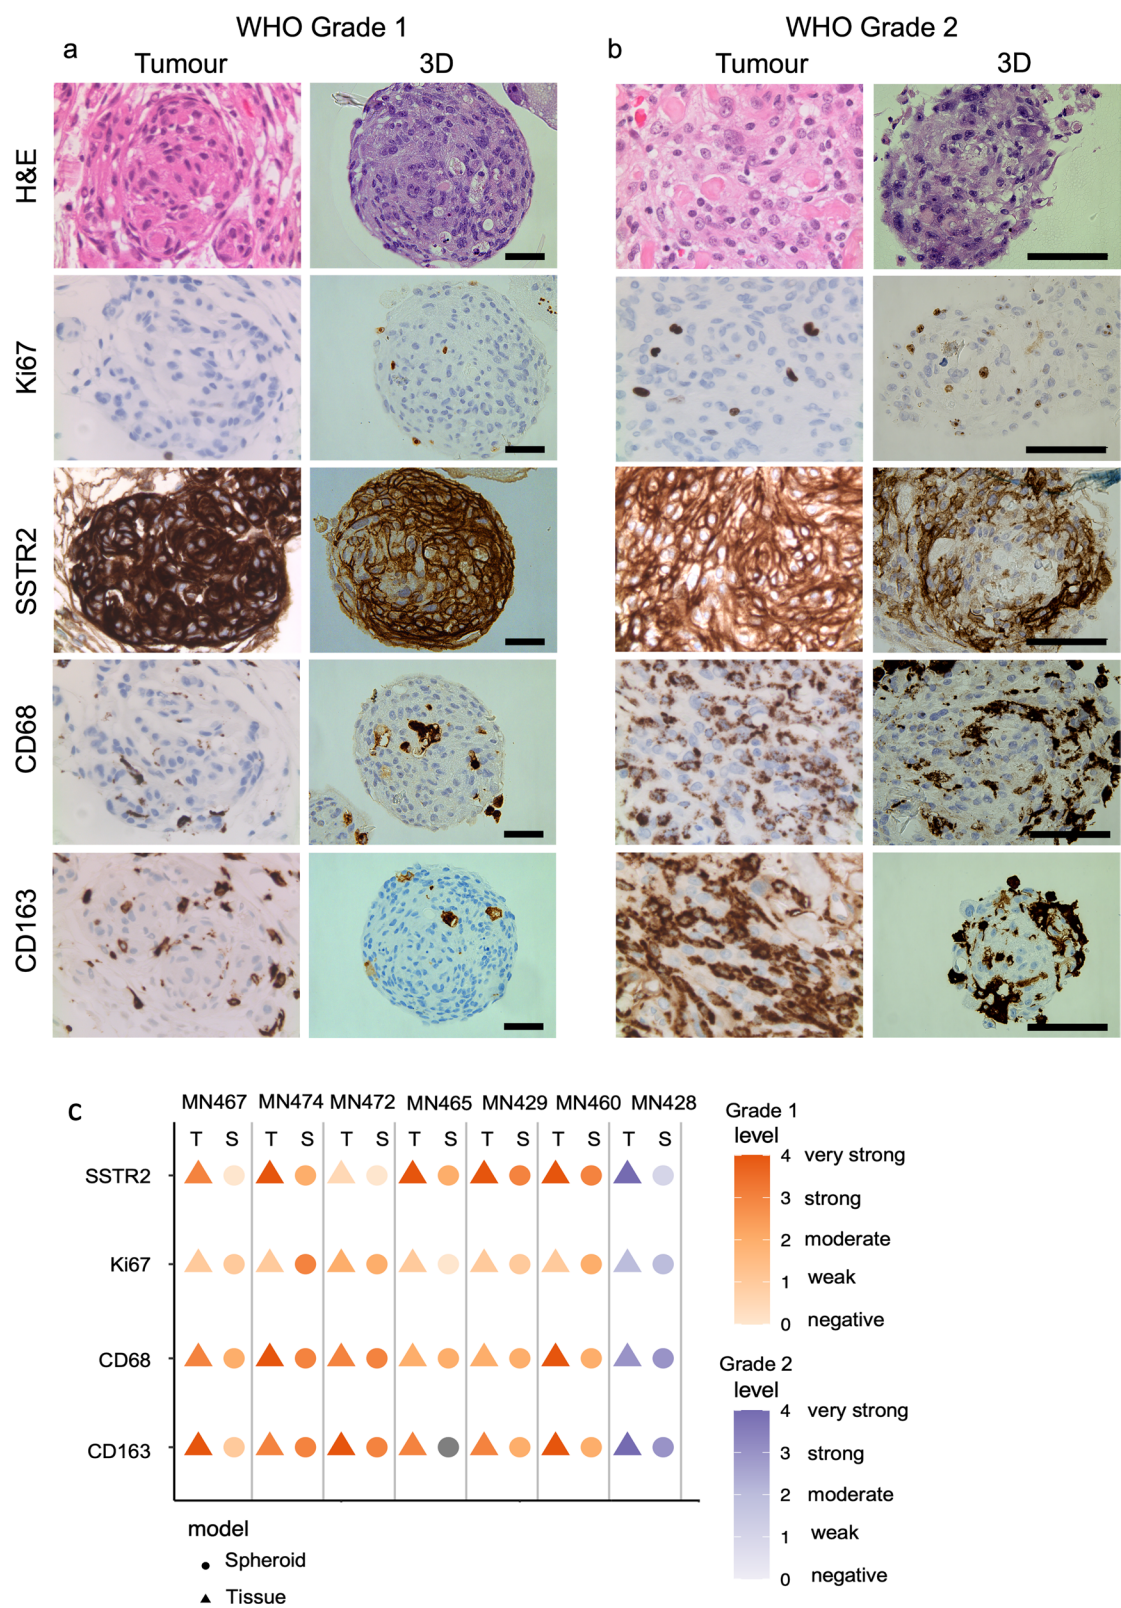 WHO Grade 1
WHO Grade 2
a
b
Tumour
3D
Tumour
3D
H&E
Ki67
SSTR2
CD68
CD163
c
MN467 MN474 MN472 MN465 MN429 MN460 MN428
T S T S T S T S T S T S T S
SSTR2
Ki67
CD68
CD163
model
Spheroid
Tissue
Grade 1
level
4 very strong
3 strong
2 moderate
1 weak
0 negative
Grade 2
level
4 very strong
3 strong
2 moderate
1 weak
0 negative